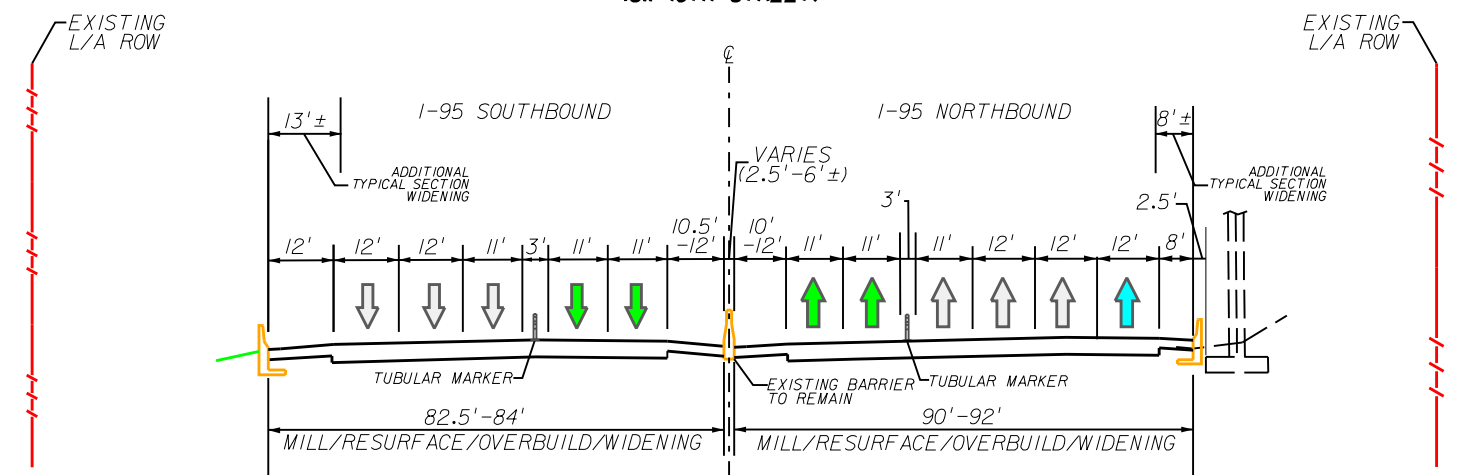 EXISTING
L/A ROW
EXISTING
L/A ROW
℄
I-95 SOUTHBOUND
I-95 NORTHBOUND
13'±
8'±
VARIES
(2.5'-6'±)
ADDITIONAL
TYPICAL SECTION
WIDENING
ADDITIONAL
TYPICAL SECTION
WIDENING
3'
2.5'
12'
12'
12'
11'
3'
11'
11'
10.5'
-12'
10'
-12'
11'
11'
11'
12'
12'
12'
8'
TUBULAR MARKER
EXISTING BARRIER
TO REMAIN
TUBULAR MARKER
82.5'-84'
90'-92'
MILL/RESURFACE/OVERBUILD/WIDENING
MILL/RESURFACE/OVERBUILD/WIDENING